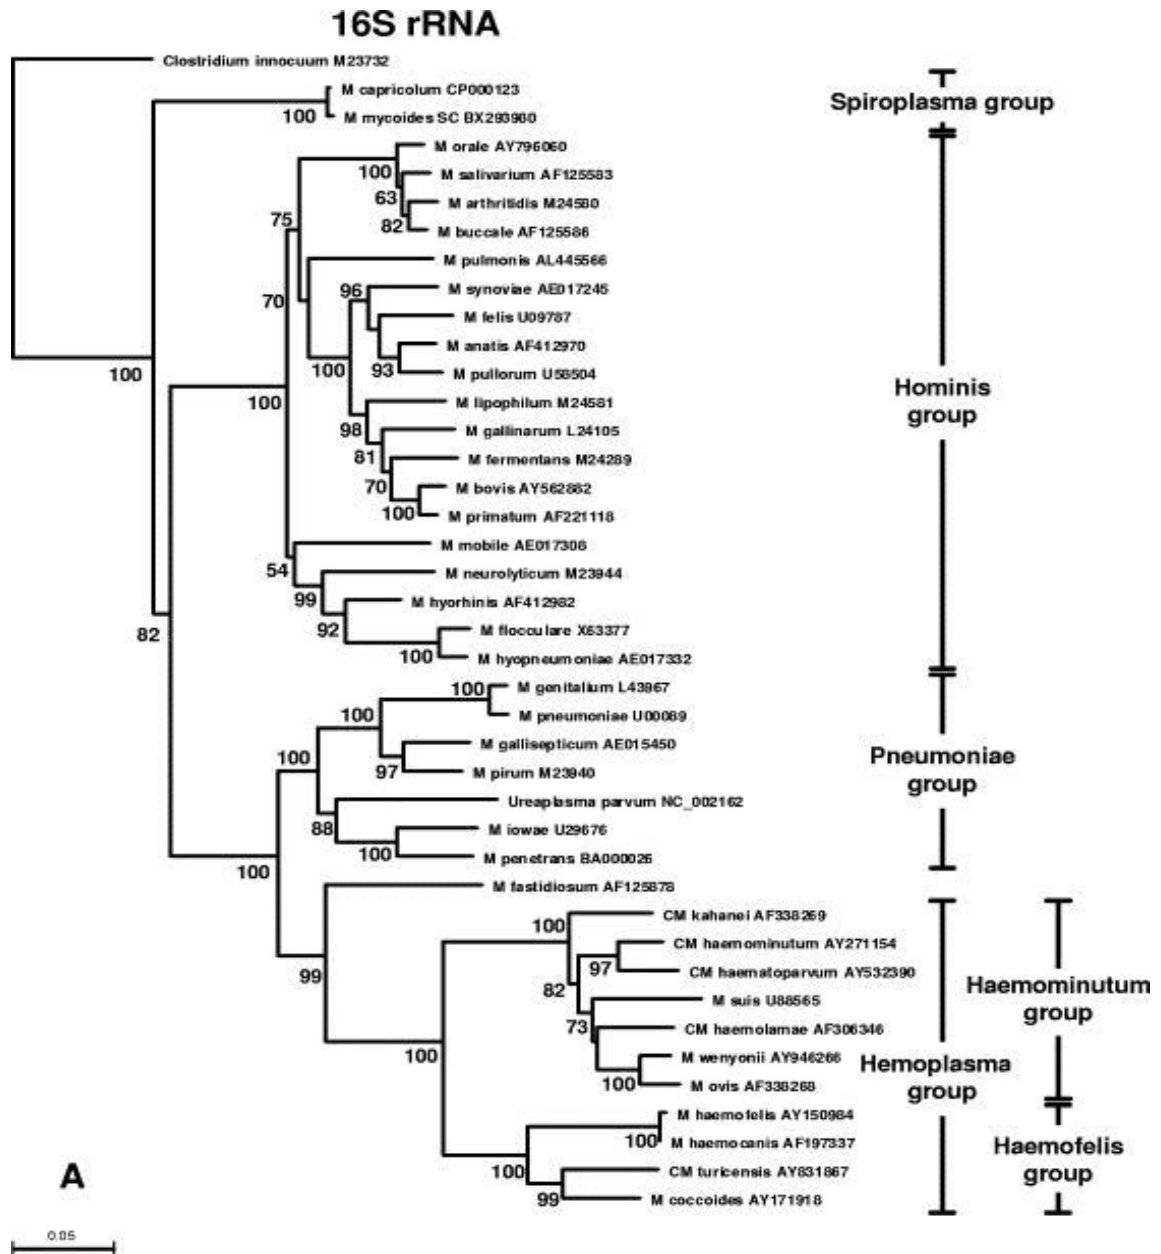 16S rRNA
Clostridium innocuum M23732
M capricolum CP000123
Spiroplasma group
100
M mycoides SC BX293980
M orale AY796060
100
M salivarium AF125583
63
M arthritidis M24580
75
82
M buccale AF125586
M pulmonis AL445566
96
M synoviae AE017245
70
M felis U09787
M anatis AF412970
100
93
M pullorum U58504
100
100
Hominis
group
M lipophilum M24581
98
M gallinarum L24105
81
M fermentans M24289
70
M bovis AY562882
100
M primatum AF221118
M mobile AE017308
54
M neurolyticum M23944
99
M hyorhinis AF412982
82
92
M flocculare X63377
100
M hyopneumoniae AE017332
100
M genitalium L43967
100
M pneumoniae U00089
M gallisepticum AE015450
100
97
M pirum M23940
Pneumoniae
group
Ureaplasma parvum NC_002162
88
M iowae U29676
100
M penetrans BA000026
100
M fastidiosum AF125878
CM kahanei AF338269
100
CM haemominutum AY271154
99
97
CM haematoparvum AY532390
82
Haemominutum
group
M suis U88565
73
CM haemolamae AF306346
100
M wenyonii AY946266
Hemoplasma
group
100
M ovis AF338268
M haemofelis AY150984
100
M haemocanis AF197337
Haemofelis
group
100
CM turicensis AY831867
A
99
M coccoides AY171918
0.05